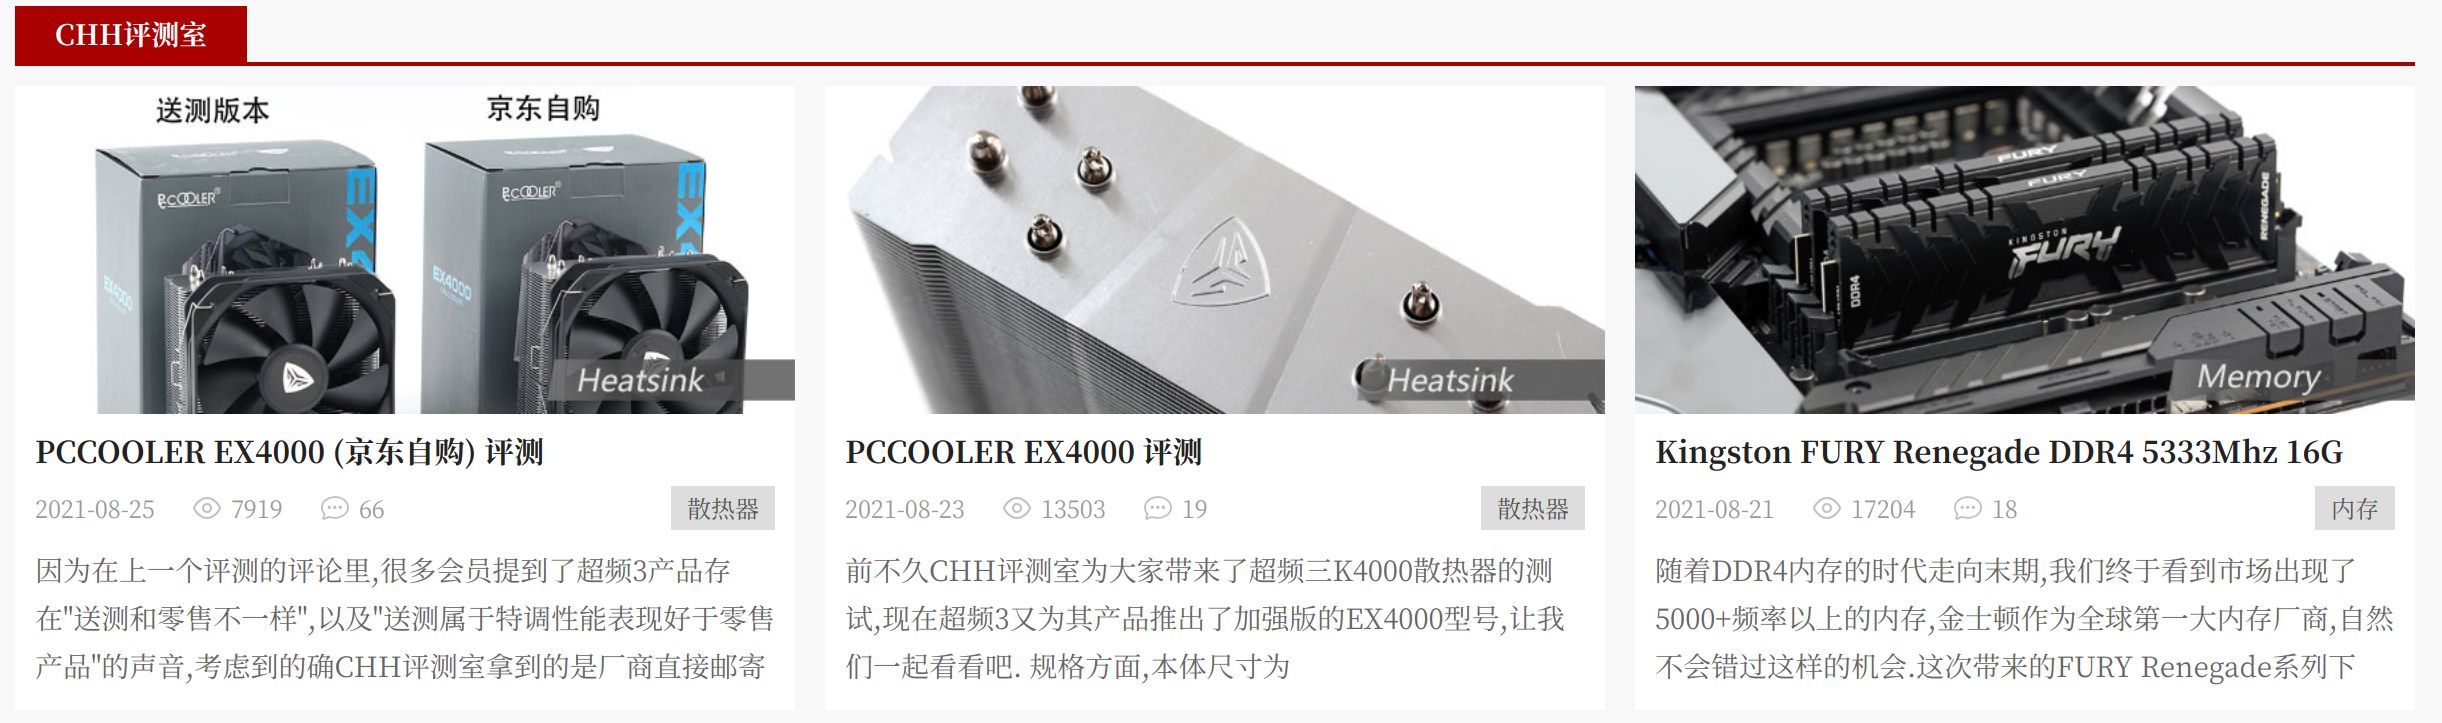 CHH评测室
送测版本
京东自购
PCCOOLER
EX4
EX4000
PCCOOLER
EX4
EX4000
Heatsink
PCCOOLER EX4000 (京东自购) 评测
2021-08-25 7919 66 散热器
因为在上一个评测的评论里,很多会员提到了超频3产品存
在"送测和零售不一样",以及"送测属于特调性能表现好于零售
产品"的声音,考虑到的确CHH评测室拿到的是厂商直接邮寄
Heatsink
PCCOOLER EX4000 评测
2021-08-23 13503 19 散热器
前不久CHH评测室为大家带来了超频三K4000散热器的测
试,现在超频3又为其产品推出了加强版的EX4000型号,让我
们一起看看吧. 规格方面,本体尺寸为
FURY
FURY
KINGSTON
FURY
RENEGADE
DDR4
Memory
Kingston FURY Renegade DDR4 5333Mhz 16G
2021-08-21 17204 18 内存
随着DDR4内存的时代走向末期,我们终于看到市场出现了
5000+频率以上的内存,金士顿作为全球第一大内存厂商,自然
不会错过这样的机会.这次带来的FURY Renegade系列下